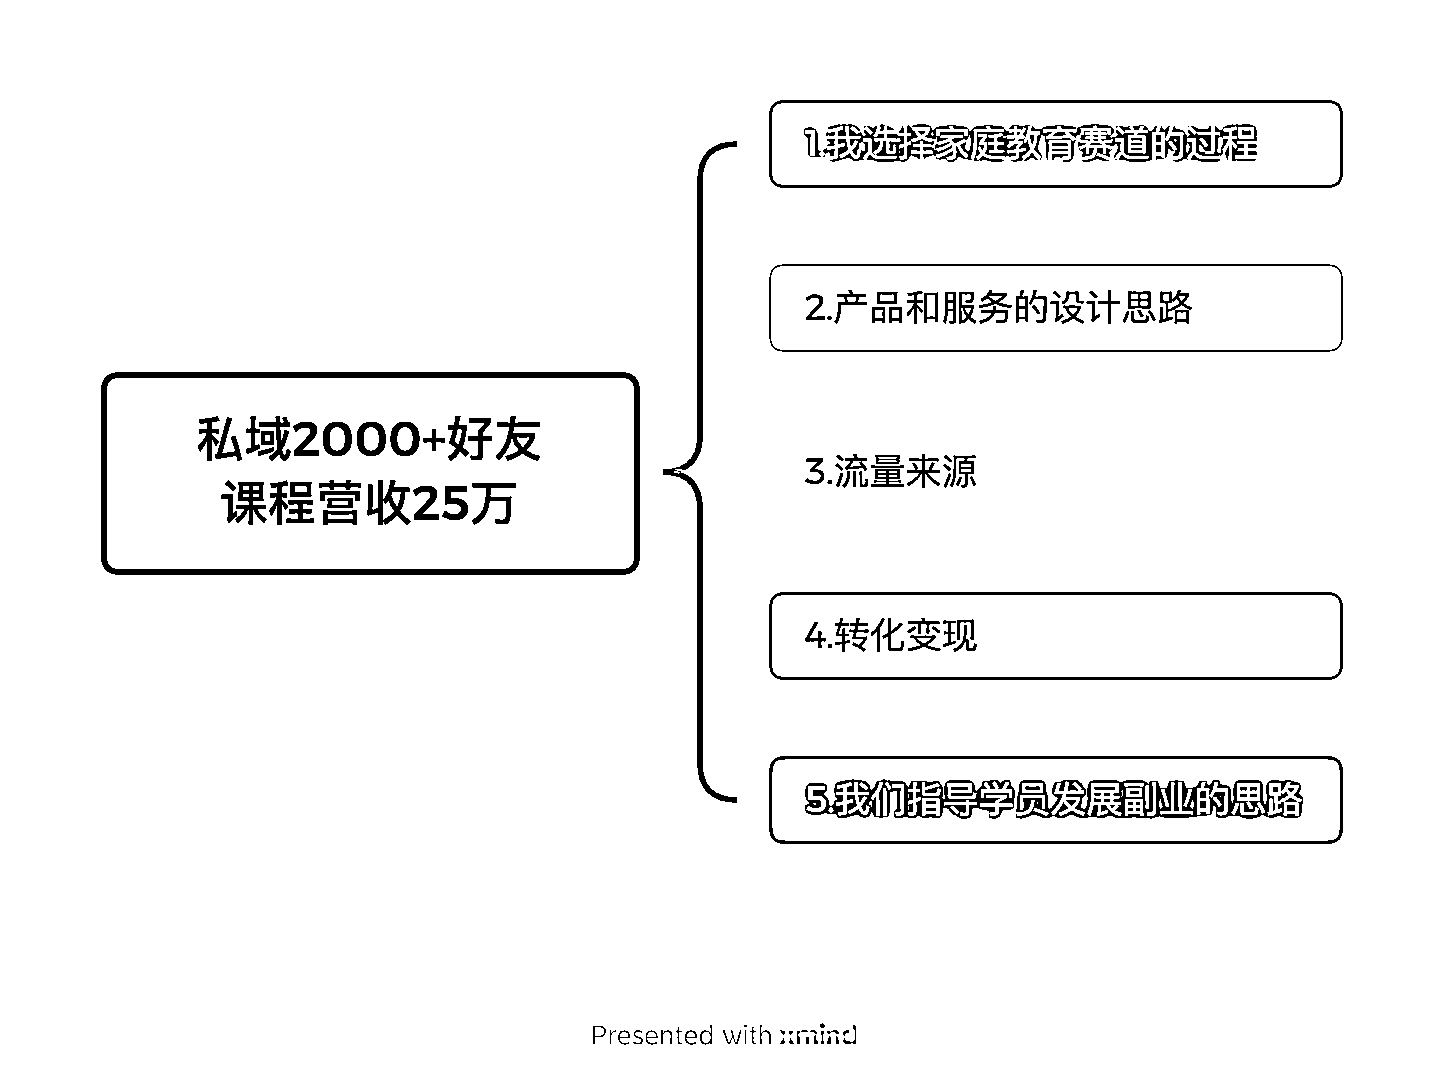 私域2000+好友
课程营收25万
1.我选择家庭教育赛道的过程
2.产品和服务的设计思路
3.流量来源
4.转化变现
5.我们指导学员发展副业的思路
Presented with xmind